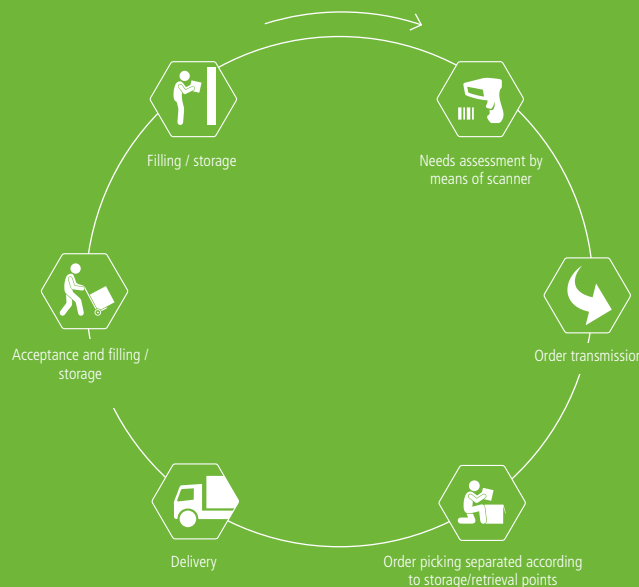 Filling / storage
Needs assessment by
means of scanner
Acceptance and filling /
storage
Order transmission
Delivery
Order picking separated according
to storage/retrieval points